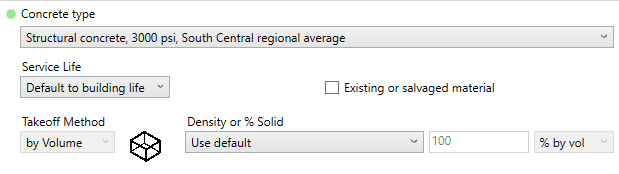 Concrete type
Structural concrete, 3000 psi, South Central regional average
Service Life
Default to building life
Existing or salvaged material
Takeoff Method
Density or % Solid
by Volume
Use default
100
% by vol